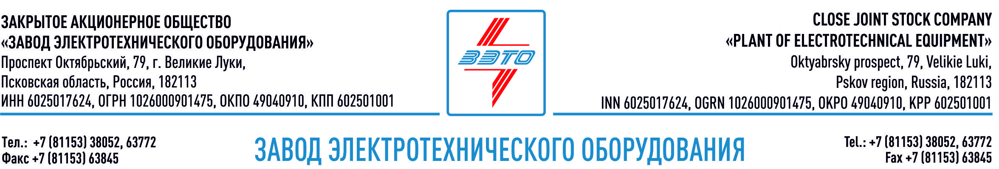 ЗАКРЫТОЕ АКЦИОНЕРНОЕ ОБЩЕСТВО
«ЗАВОД ЭЛЕКТРОТЕХНИЧЕСКОГО ОБОРУДОВАНИЯ»
Проспект Октябрьский, 79, г. Великие Луки,
Псковская область, Россия, 182113
ИНН 6025017624, ОГРН 1026000901475, ОКПО 49040910, КПП 602501001
ЗЭТО
CLOSE JOINT STOCK COMPANY
«PLANT OF ELECTROTECHNICAL EQUIPMENT»
Oktyabrsky prospect, 79, Velikie Luki,
Pskov region, Russia, 182113
INN 6025017624, OGRN 1026000901475, OKPO 49040910, KPP 602501001
Тел.: +7 (81153) 38052, 63772
Факс +7 (81153) 63845
ЗАВОД ЭЛЕКТРОТЕХНИЧЕСКОГО ОБОРУДОВАНИЯ
Tel.: +7 (81153) 38052, 63772
Fax +7 (81153) 63845